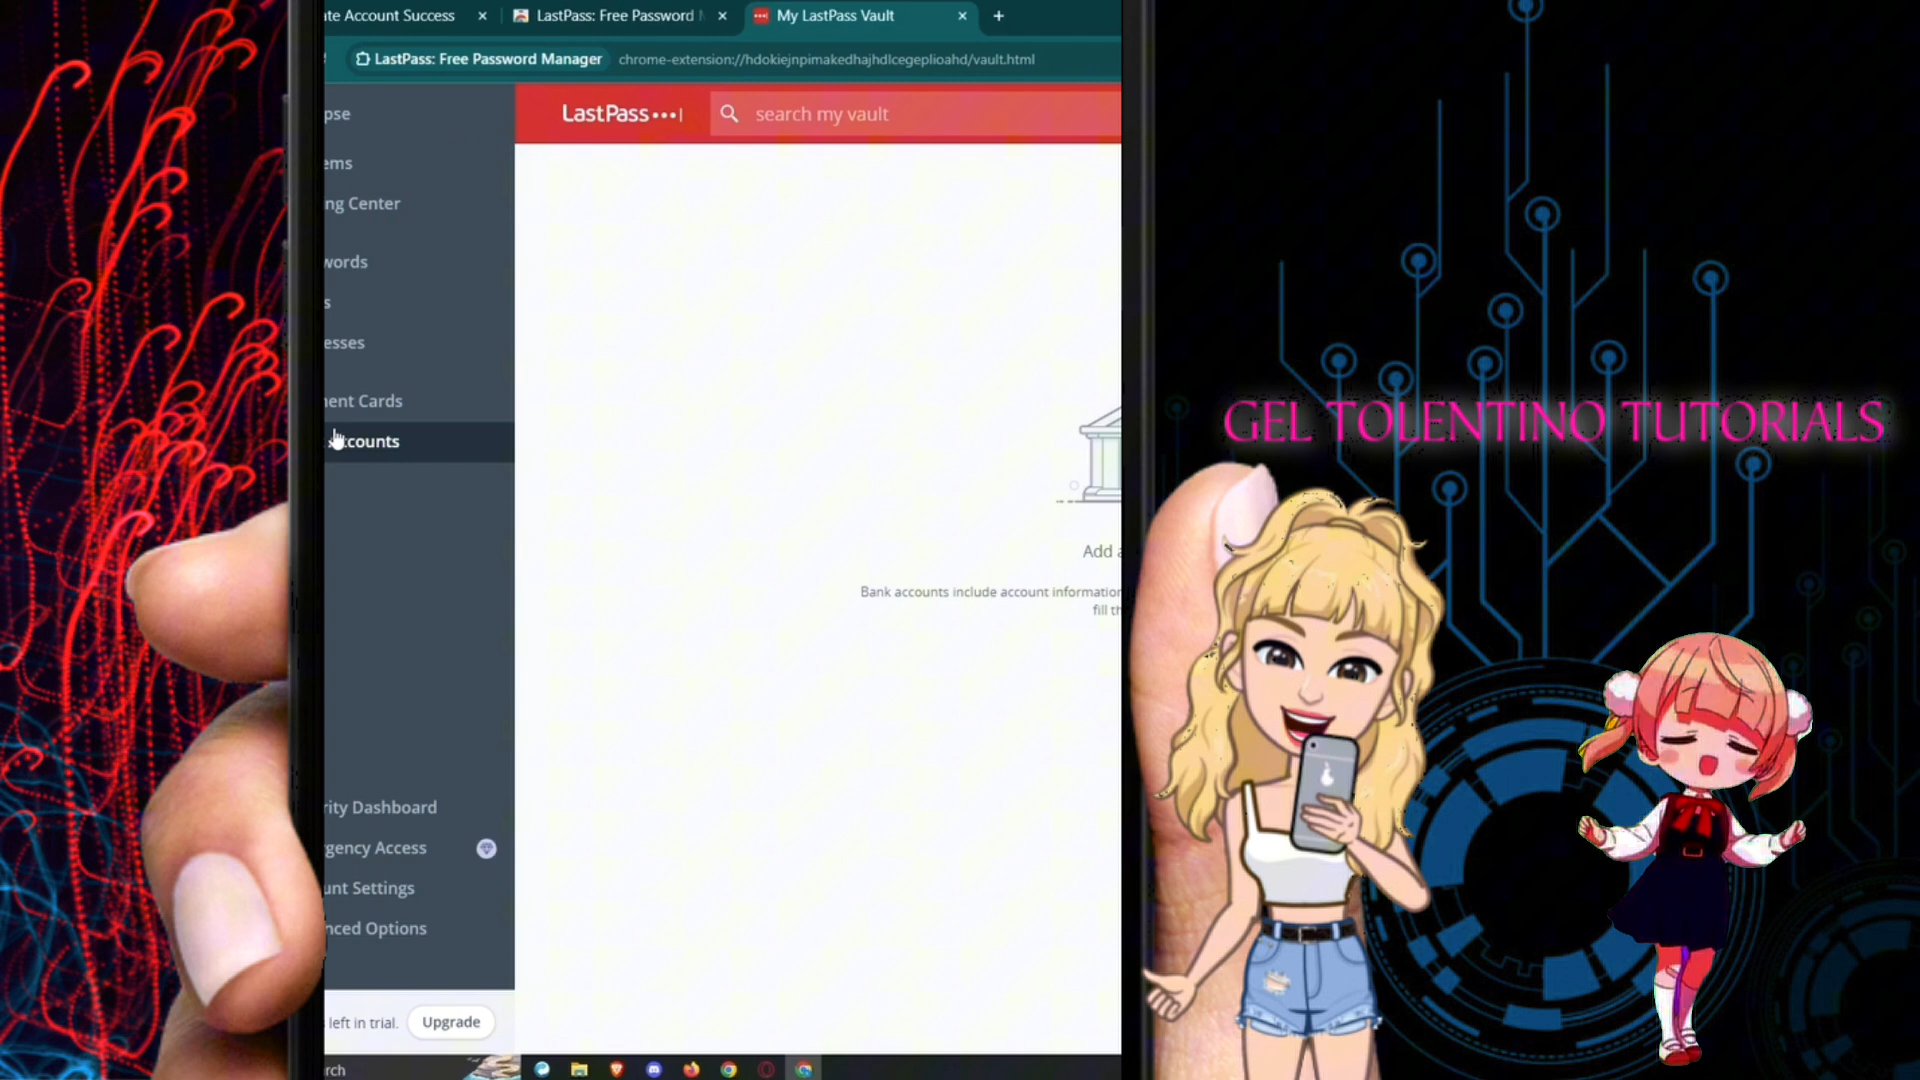 ate Account Success
LastPass: Free Password M
My LastPass Vault
LastPass: Free Password Manager
chrome-extension://hdokiejnpimakedhajhdlcegeplioahd/vault.html
pse
LastPass
search my vault
ems
ng Center
words
s
esses
ent Cards
ccounts
Add a
Bank accounts include account information
fill th
GEL TOLENTINO TUTORIALS
rity Dashboard
rgency Access
unt Settings
nced Options
left in trial.
Upgrade
rch